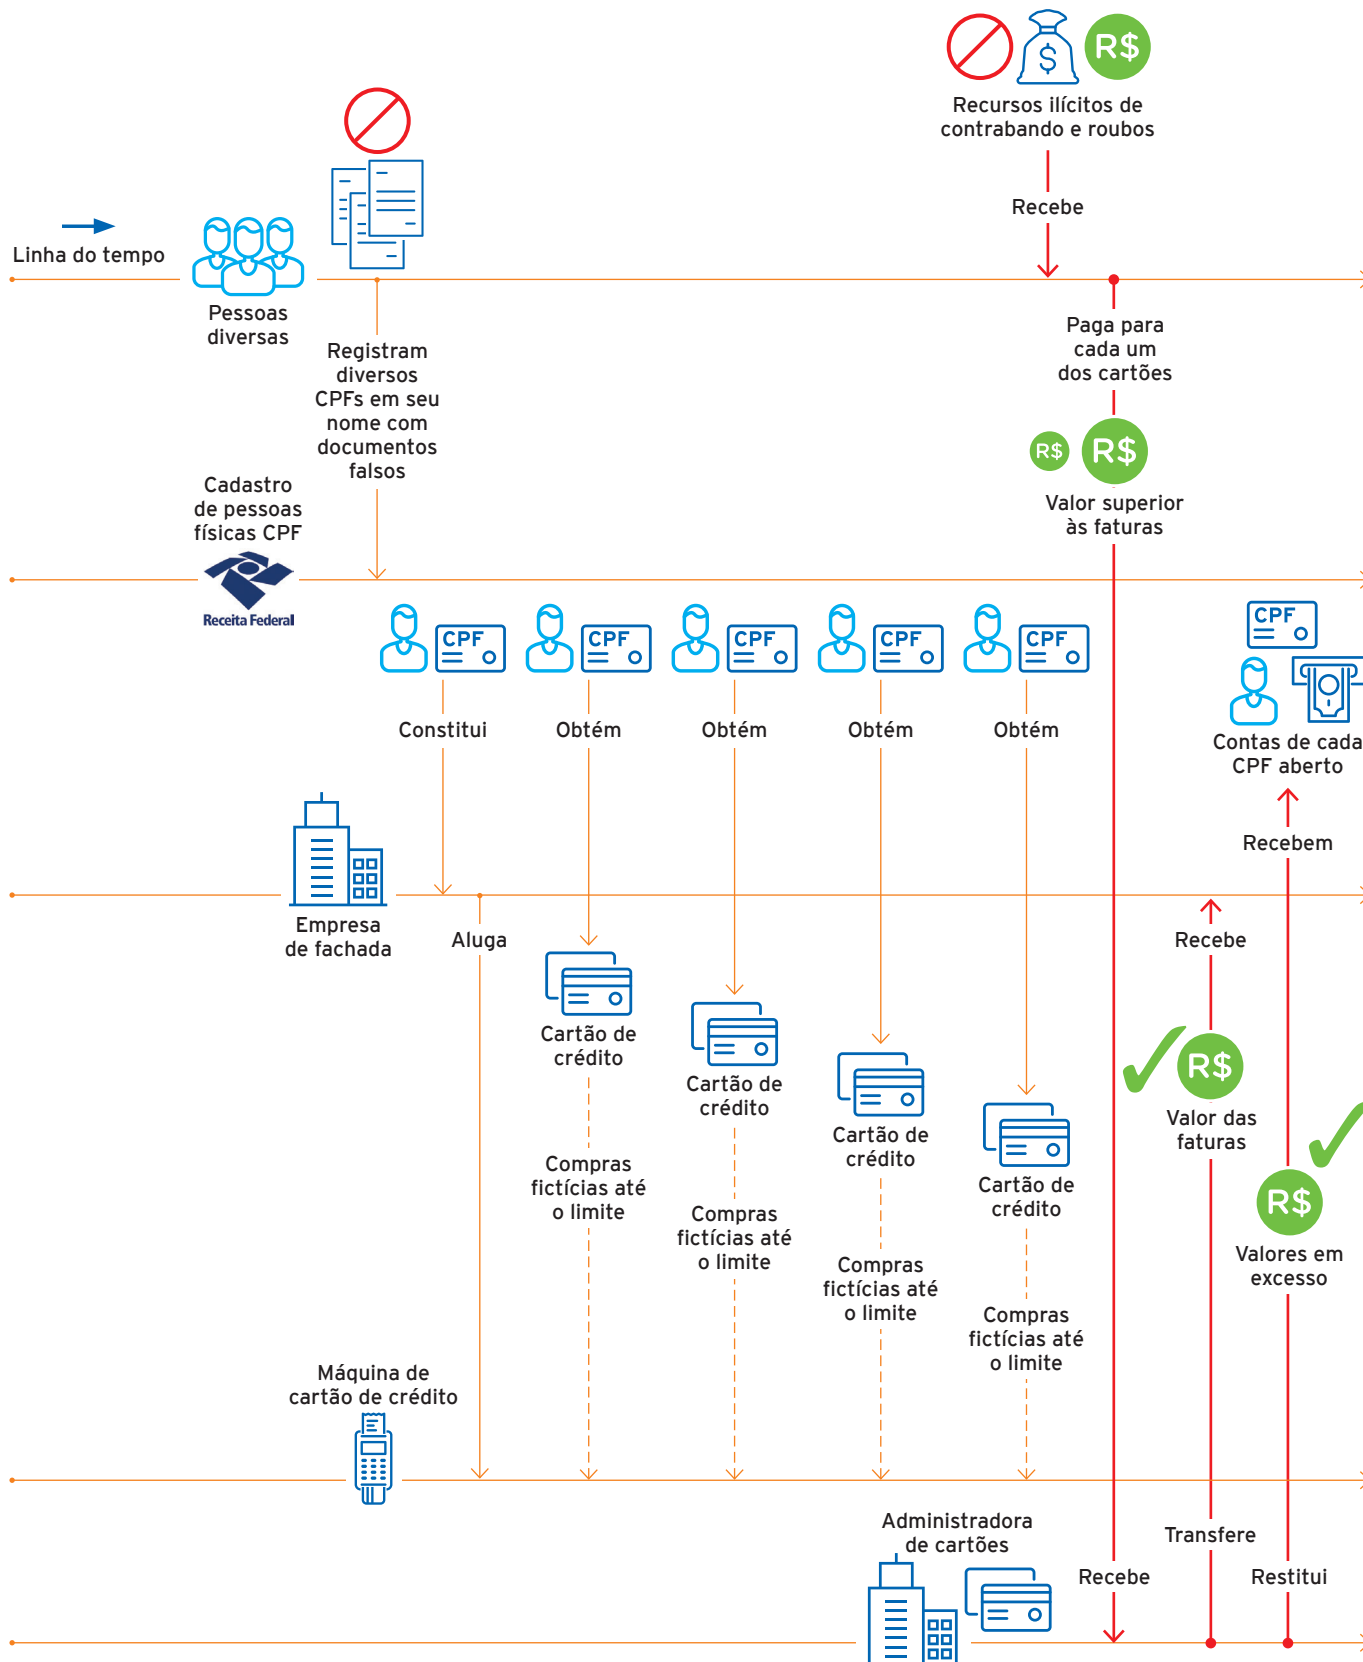 R$
Recursos ilícitos de
contrabando e roubos
Recebe
Linha do tempo
Pessoas
diversas
Registram
diversos
CPFs em seu
nome com
documentos
falsos
Paga para
cada um
dos cartões
R$
R$
Valor superior
às faturas
Cadastro
de pessoas
físicas CPF
Receita Federal
CPF
CPF
CPF
CPF
CPF
CPF
Constitui
Obtém
Obtém
Obtém
Obtém
Contas de cada
CPF aberto
Recebem
Empresa
de fachada
Aluga
Recebe
Cartão de
crédito
Cartão de
crédito
Cartão de
crédito
Cartão de
crédito
R$
Valor das
faturas
Compras
fictícias até
o limite
Compras
fictícias até
o limite
Compras
fictícias até
o limite
Compras
fictícias até
o limite
R$
Valores em
excesso
Máquina de
cartão de crédito
Administradora
de cartões
Recebe
Transfere
Restitui